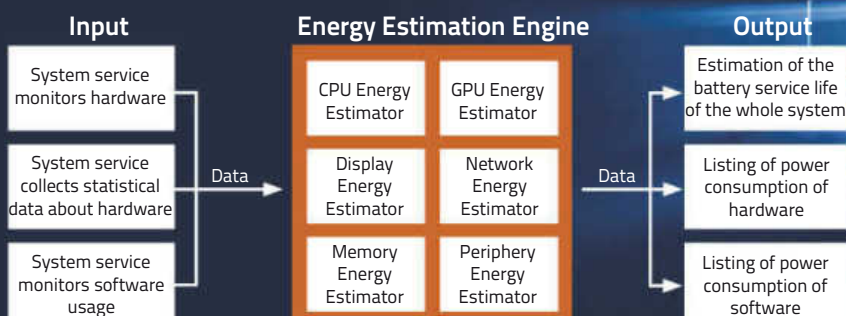 Input
System service
monitors hardware
System service
collects statistical
data about hardware
System service
monitors software
usage
Data
Energy Estimation Engine
CPU Energy
Estimator
GPU Energy
Estimator
Display
Energy
Estimator
Network
Energy
Estimator
Memory
Energy
Estimator
Periphery
Energy
Estimator
Data
Output
Estimation of the
battery service life
of the whole system
Listing of power
consumption of
hardware
Listing of power
consumption of
software